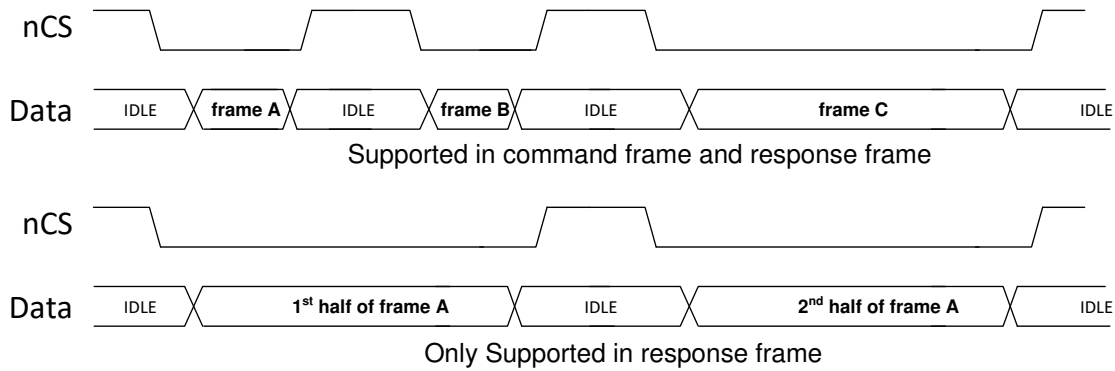 nCS
Data IDLE frame A IDLE frame B IDLE frame C IDLE
Supported in command frame and response frame
nCS
Data IDLE 1st half of frame A IDLE 2nd half of frame A IDLE
Only Supported in response frame